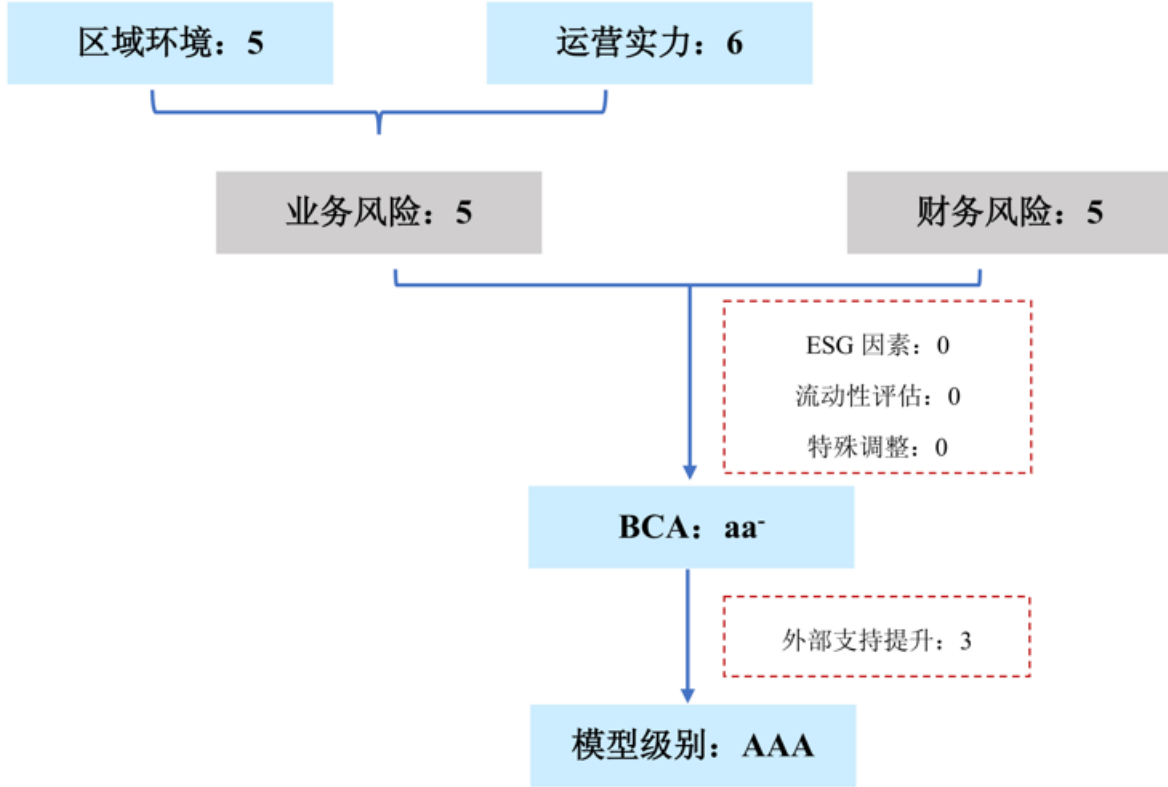 区域环境：5
运营实力：6
业务风险：5
财务风险：5
ESG 因素：0
流动性评估：0
特殊调整：0
BCA：aa-
外部支持提升：3
模型级别：AAA